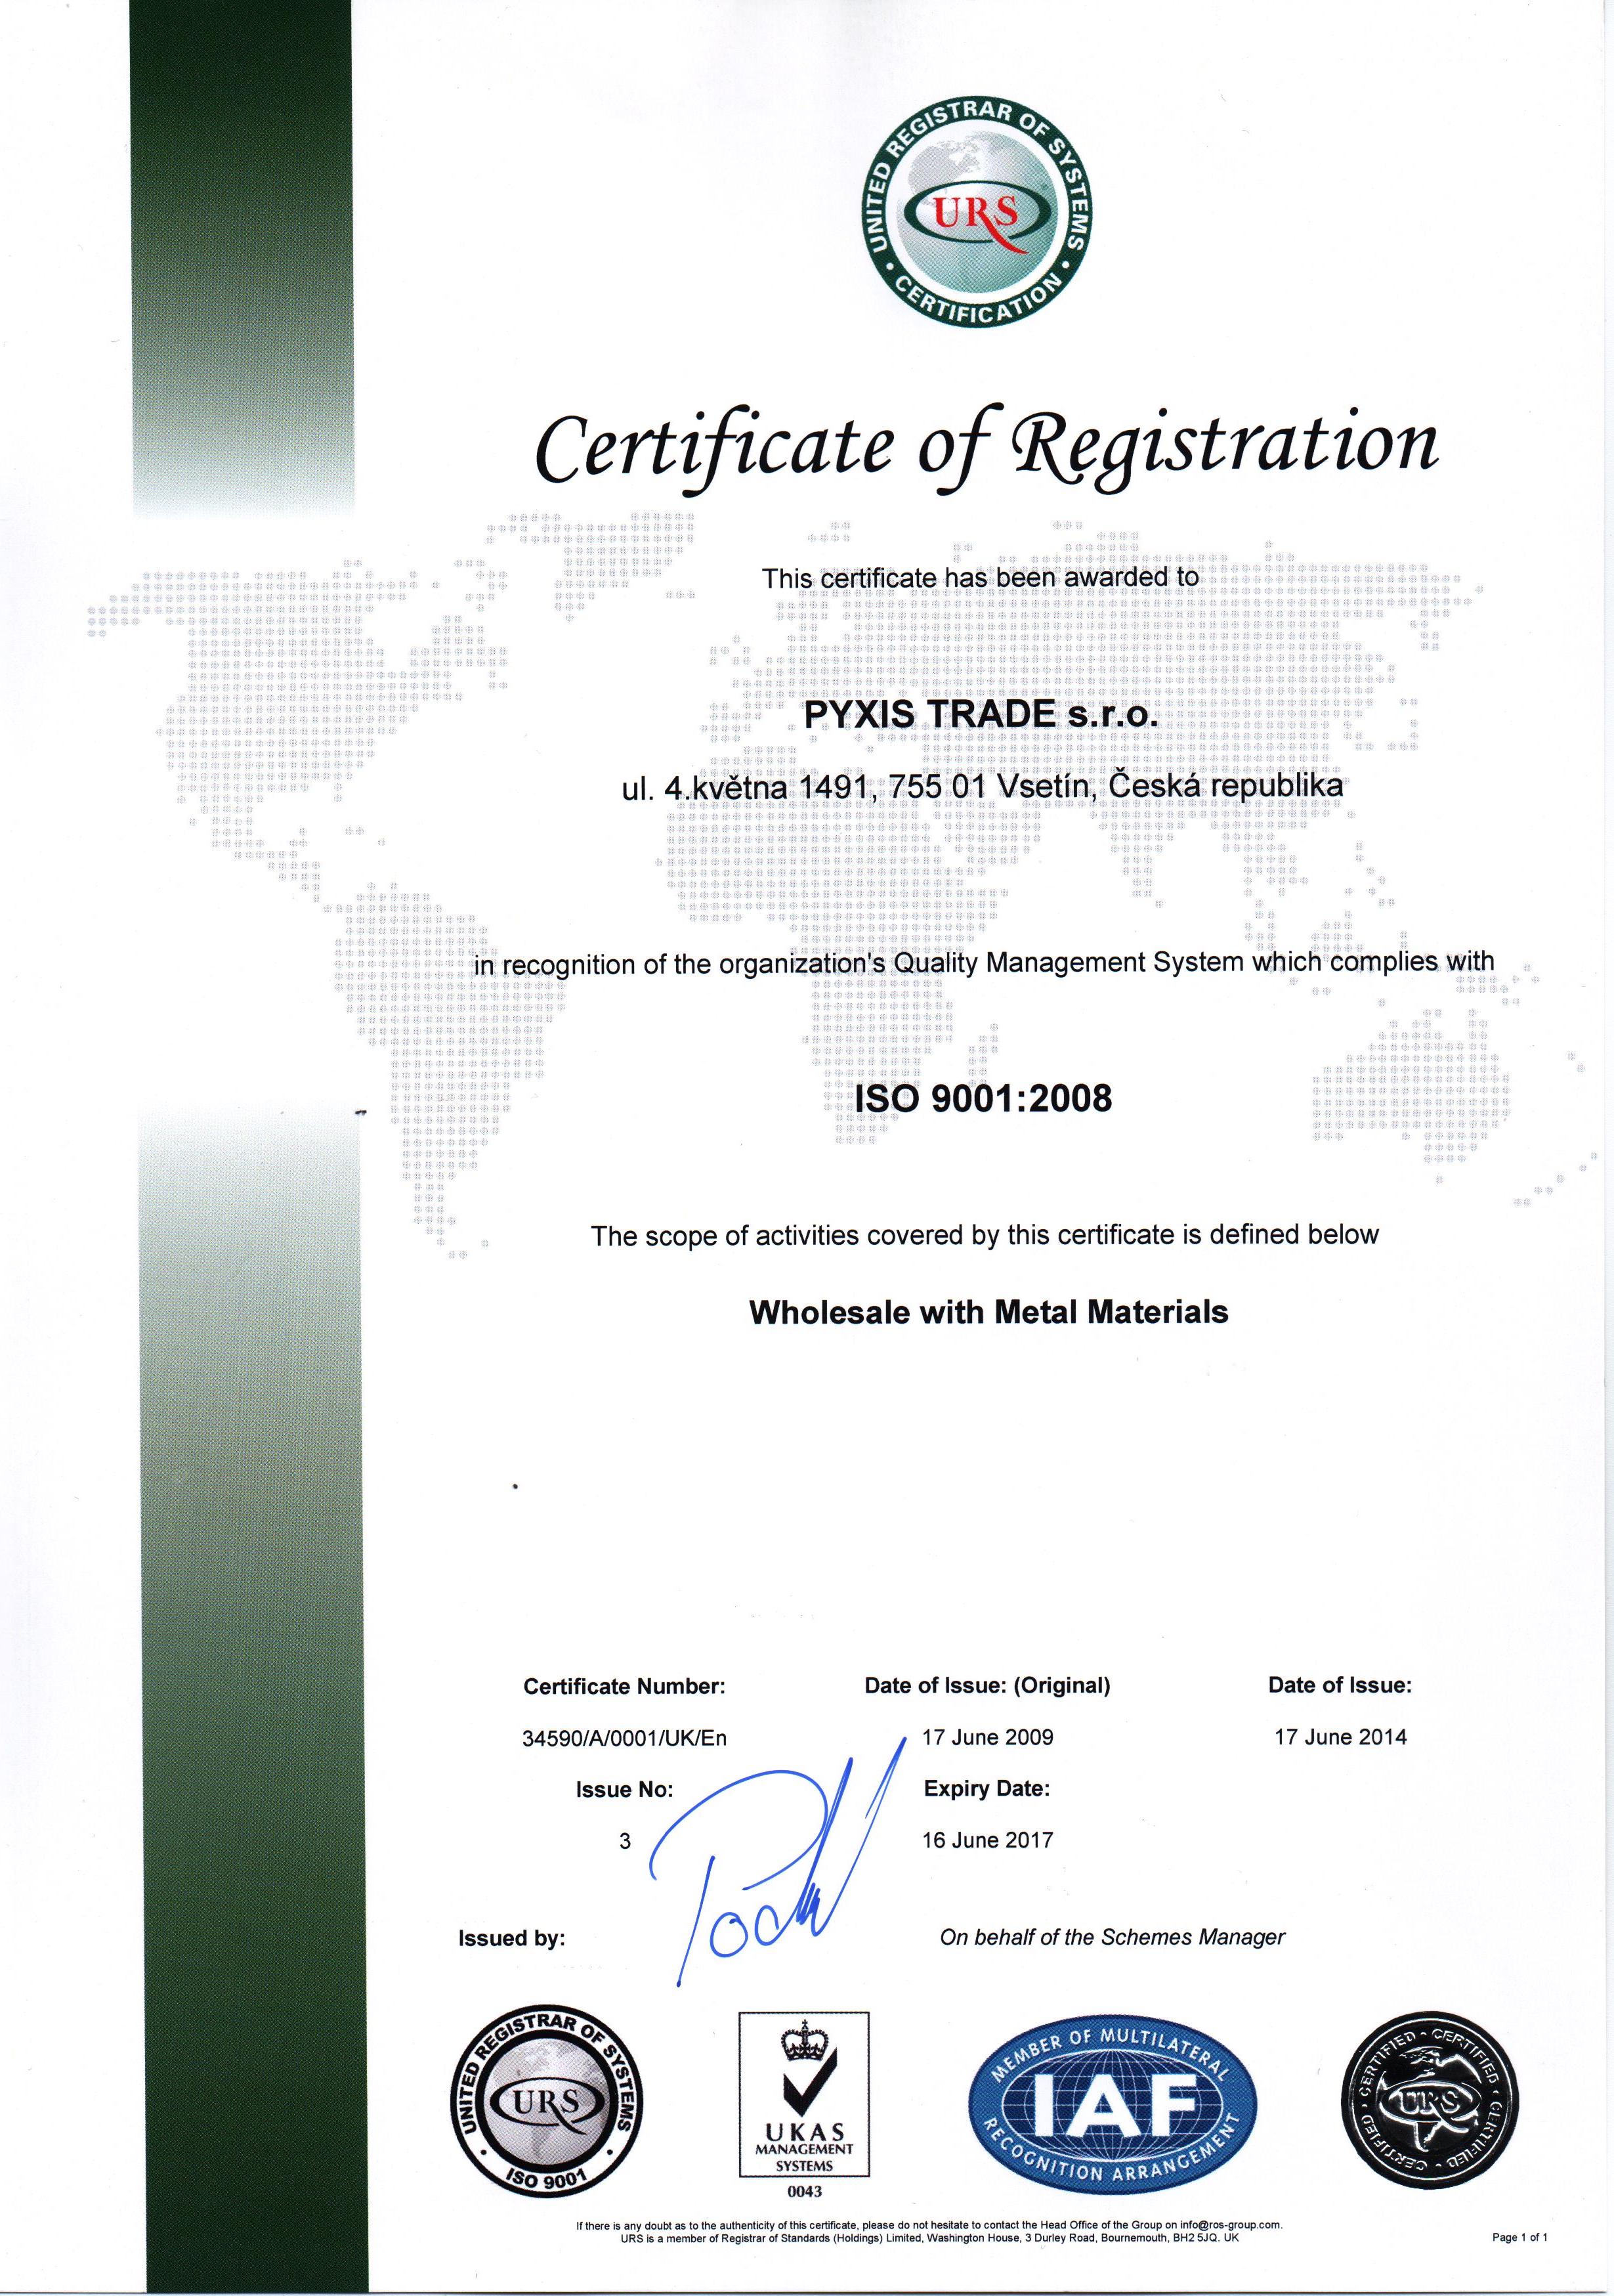 UNITED REGISTRAR OF SYSTEMS
URS
• CERTIFICATION •
Certificate of Registration
This certificate has been awarded to
PYXIS TRADE s.r.o.
ul. 4.května 1491, 755 01 Vsetín, Česká republika
in recognition of the organization's Quality Management System which complies with
ISO 9001:2008
The scope of activities covered by this certificate is defined below
Wholesale with Metal Materials
Certificate Number: Date of Issue: (Original) Date of Issue:
34590/A/0001/UK/En 17 June 2009 17 June 2014
Issue No: Expiry Date:
3 16 June 2017
Issued by: On behalf of the Schemes Manager
UNITED REGISTRAR OF SYSTEMS
URS
• ISO 9001 •
UKAS
MANAGEMENT
SYSTEMS
0043
MEMBER OF MULTILATERAL
IAF
RECOGNITION ARRANGEMENT
CERTIFIED • CERTIFIED • CERTIFIED • CERTIFIED •
URS
If there is any doubt as to the authenticity of this certificate, please do not hesitate to contact the Head Office of the Group on info@ros-group.com.
URS is a member of Registrar of Standards (Holdings) Limited, Washington House, 3 Durley Road, Bournemouth, BH2 5JQ. UK
Page 1 of 1